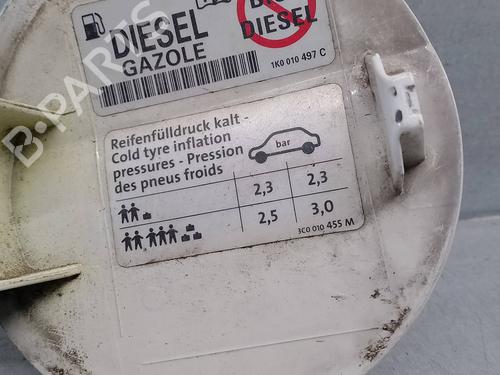 DIESEL
GAZOLE
DIESEL
1K0 010 497 C
Reifenfülldruck kalt -
Cold tyre inflation
pressures - Pression
des pneus froids
bar
2,3 2,3
2,5 3,0
3C0 010 455 M
B-PARTS